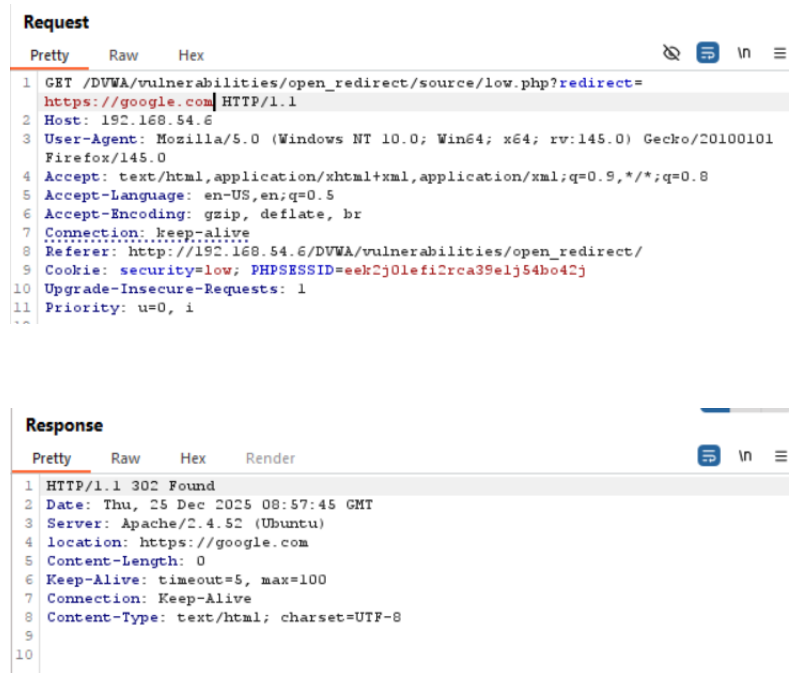 Request
Pretty Raw Hex \n
1 GET /DVWA/vulnerabilities/open_redirect/source/low.php?redirect=
https://google.com HTTP/1.1
2 Host: 192.168.54.6
3 User-Agent: Mozilla/5.0 (Windows NT 10.0; Win64; x64; rv:145.0) Gecko/20100101
Firefox/145.0
4 Accept: text/html,application/xhtml+xml,application/xml;q=0.9,*/*;q=0.8
5 Accept-Language: en-US,en;q=0.5
6 Accept-Encoding: gzip, deflate, br
7 Connection: keep-alive
8 Referer: http://192.168.54.6/DVWA/vulnerabilities/open_redirect/
9 Cookie: security=low; PHPSESSID=eek2j01efi2rca39e1j54bo42j
10 Upgrade-Insecure-Requests: 1
11 Priority: u=0, i
Response
Pretty Raw Hex Render \n
1 HTTP/1.1 302 Found
2 Date: Thu, 25 Dec 2025 08:57:45 GMT
3 Server: Apache/2.4.52 (Ubuntu)
4 location: https://google.com
5 Content-Length: 0
6 Keep-Alive: timeout=5, max=100
7 Connection: Keep-Alive
8 Content-Type: text/html; charset=UTF-8
9
10